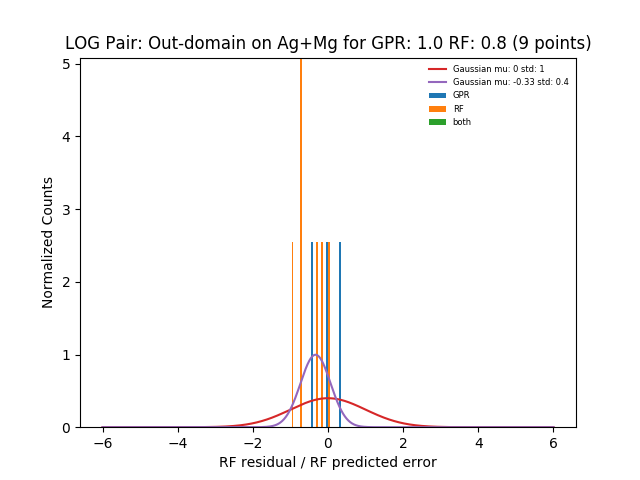 LOG Pair: Out-domain on Ag+Mg for GPR: 1.0 RF: 0.8 (9 points)
Gaussian mu: 0 std: 1
Gaussian mu: -0.33 std: 0.4
GPR
RF
both
Normalized Counts
5
4
3
2
1
0
−6 −4 −2 0 2 4 6
RF residual / RF predicted error